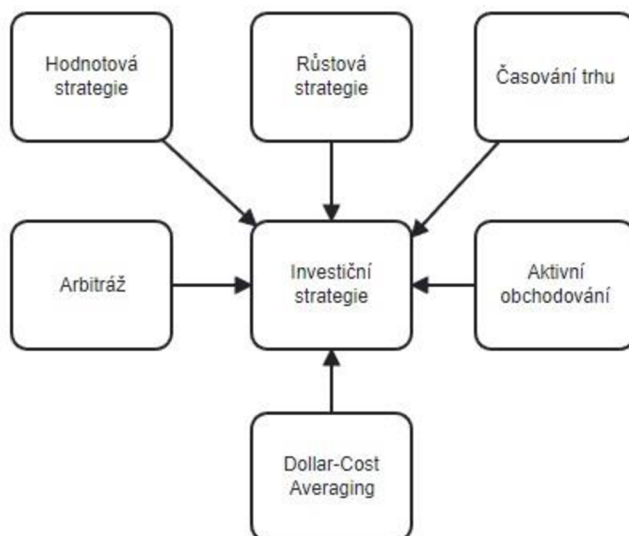 Hodnotová
strategie
Růstová
strategie
Časování trhu
Arbitráž
Investiční
strategie
Aktivní
obchodování
Dollar-Cost
Averaging